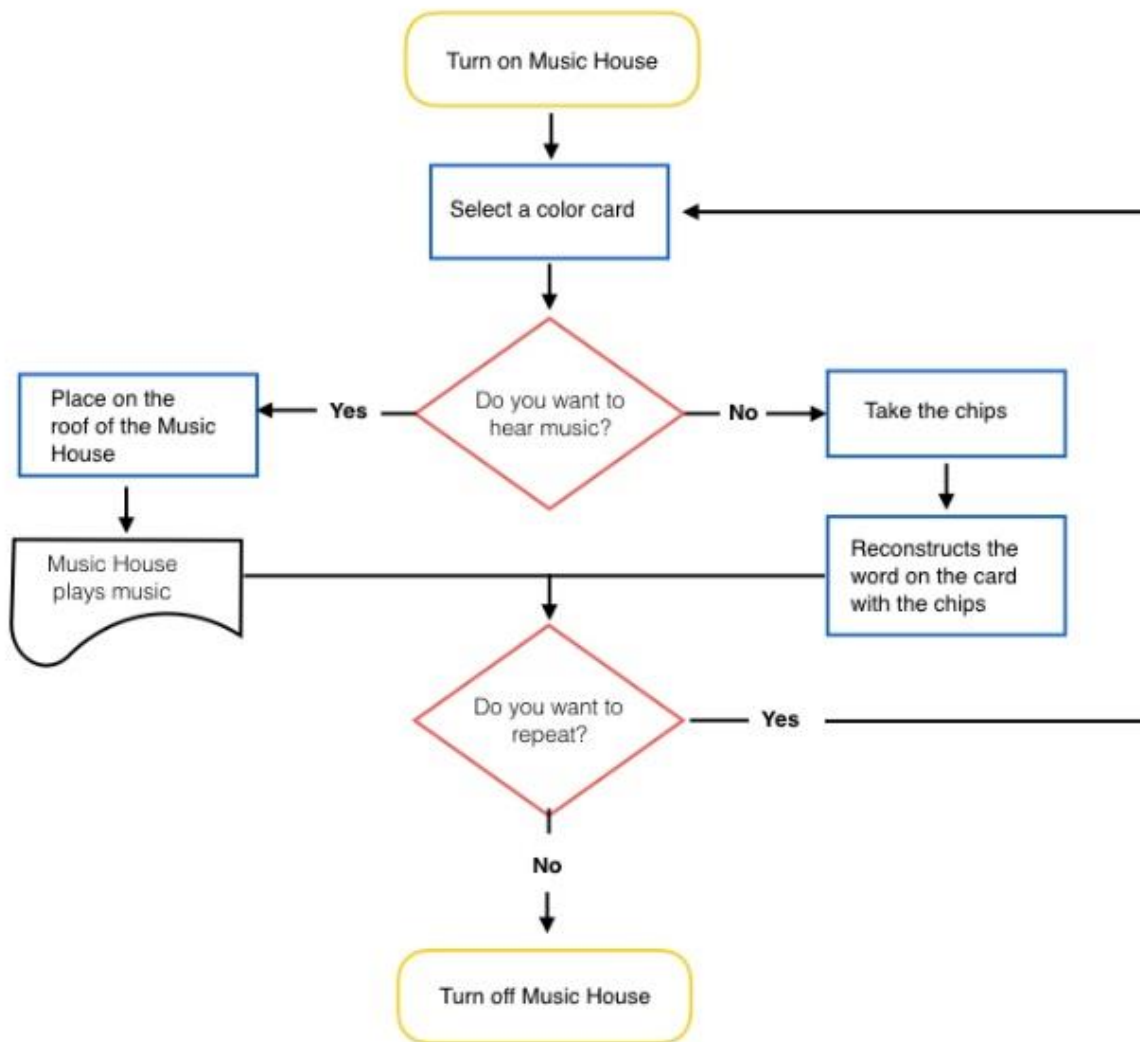 Turn on Music House
Select a color card
Do you want to
hear music?
Yes
No
Place on the
roof of the Music
House
Take the chips
Music House
plays music
Reconstructs the
word on the card
with the chips
Do you want to
repeat?
Yes
No
Turn off Music House